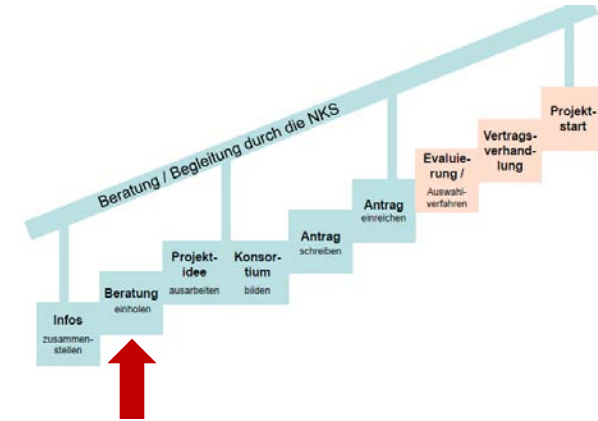 Beratung / Begleitung durch die NKS
Infos
zusammen-
stellen
Beratung
einholen
Projekt-
idee
ausarbeiten
Konsor-
tium
bilden
Antrag
schreiben
Antrag
einreichen
Evaluie-
rung /
Auswahl-
verfahren
Vertrags-
verhand-
lung
Projekt-
start